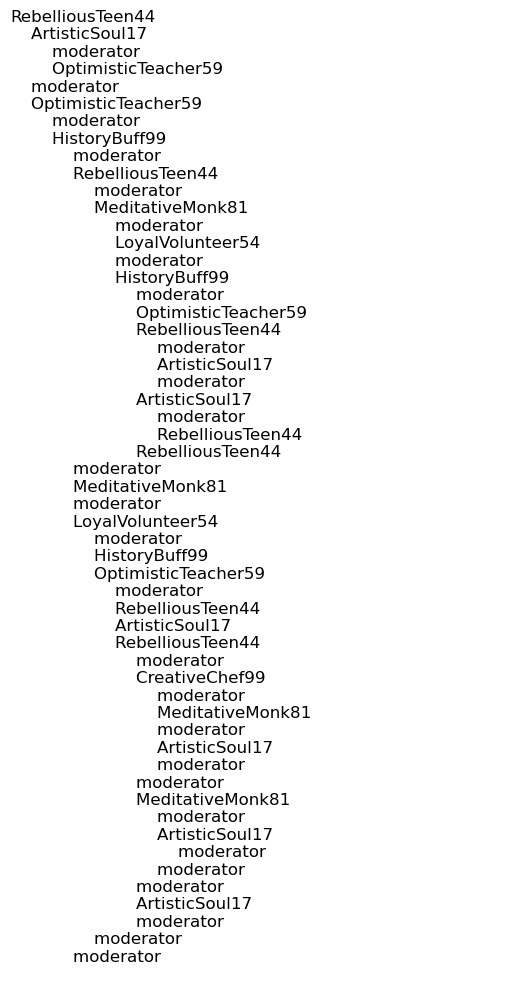 RebelliousTeen44
    ArtisticSoul17
        moderator
        OptimisticTeacher59
    moderator
    OptimisticTeacher59
        moderator
        HistoryBuff99
            moderator
            RebelliousTeen44
                moderator
                MeditativeMonk81
                    moderator
                    LoyalVolunteer54
                    moderator
                    HistoryBuff99
                        moderator
                        OptimisticTeacher59
                        RebelliousTeen44
                            moderator
                            ArtisticSoul17
                            moderator
                        ArtisticSoul17
                            moderator
                            RebelliousTeen44
                        RebelliousTeen44
            moderator
            MeditativeMonk81
            moderator
            LoyalVolunteer54
                moderator
                HistoryBuff99
                OptimisticTeacher59
                    moderator
                    RebelliousTeen44
                    ArtisticSoul17
                    RebelliousTeen44
                        moderator
                        CreativeChef99
                            moderator
                            MeditativeMonk81
                            moderator
                            ArtisticSoul17
                            moderator
                        moderator
                        MeditativeMonk81
                            moderator
                            ArtisticSoul17
                                moderator
                            moderator
                        moderator
                        ArtisticSoul17
                        moderator
                moderator
            moderator